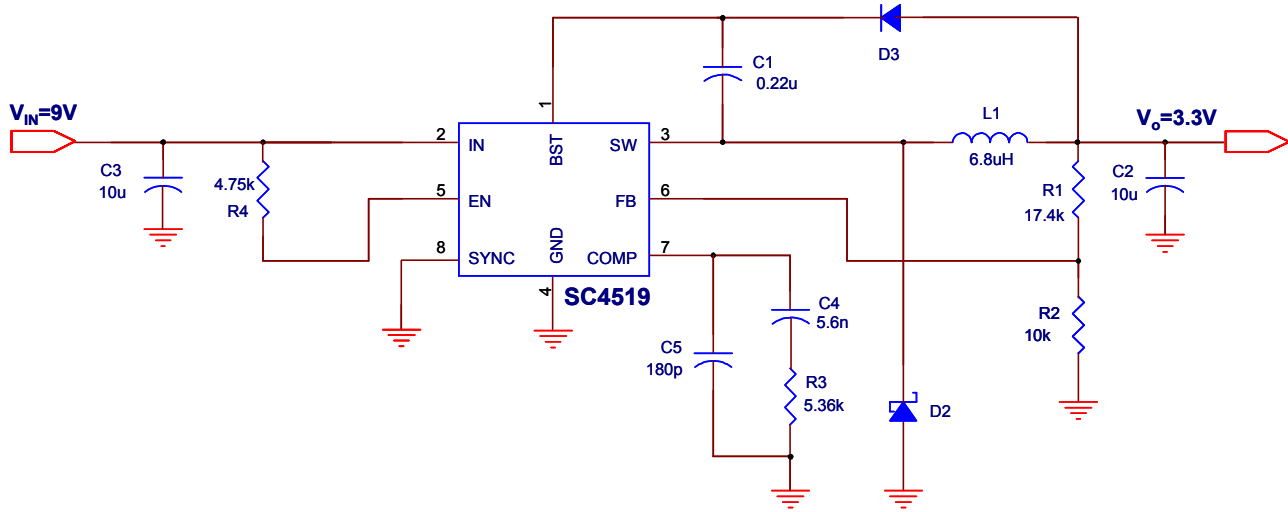 D3
C1
0.22u
1
V_IN=9V
L1
V_o=3.3V
2
IN
BST
SW
3
6.8uH
C3
10u
4.75k
R4
5
EN
FB
6
R1
17.4k
C2
10u
8
SYNC
GND
COMP
7
4
SC4519
C4
5.6n
R2
10k
C5
180p
R3
5.36k
D2